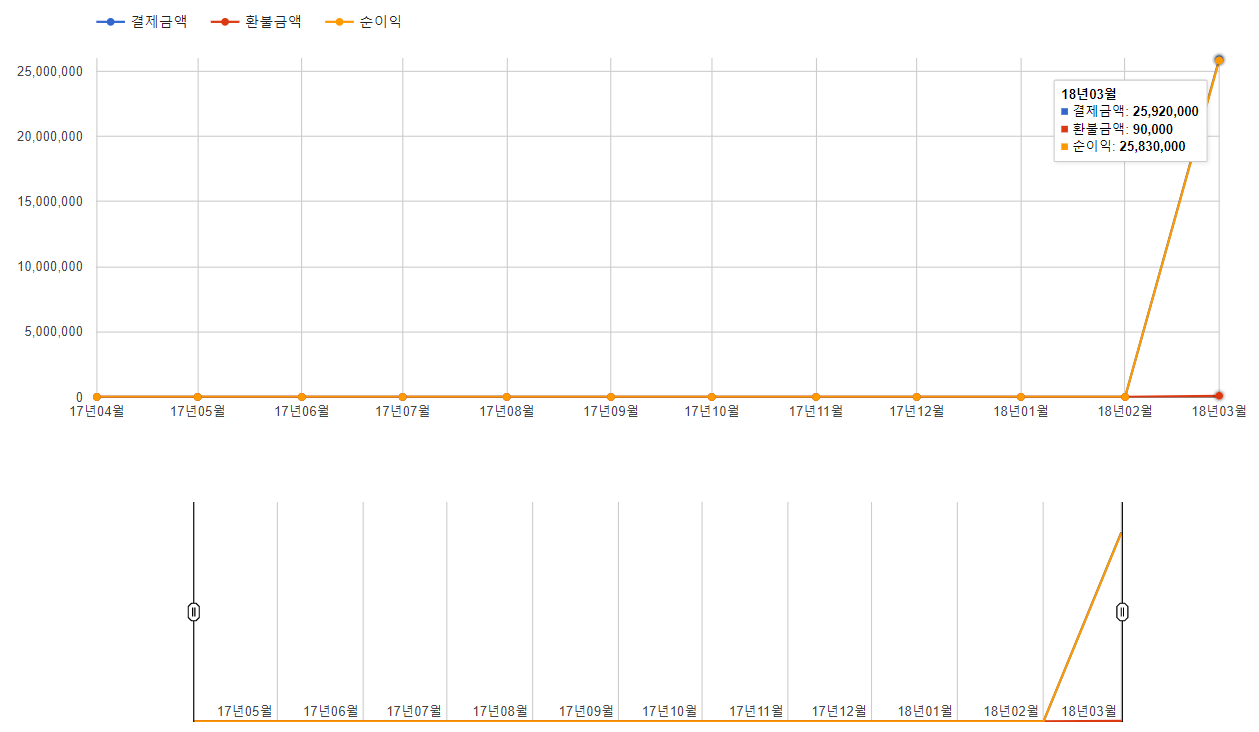 결제금액 환불금액 순이익
25,000,000
20,000,000
15,000,000
10,000,000
5,000,000
0
18년03월
결제금액: 25,920,000
환불금액: 90,000
순이익: 25,830,000
17년04월 17년05월 17년06월 17년07월 17년08월 17년09월 17년10월 17년11월 17년12월 18년01월 18년02월 18년03월
17년05월 17년06월 17년07월 17년08월 17년09월 17년10월 17년11월 17년12월 18년01월 18년02월 18년03월